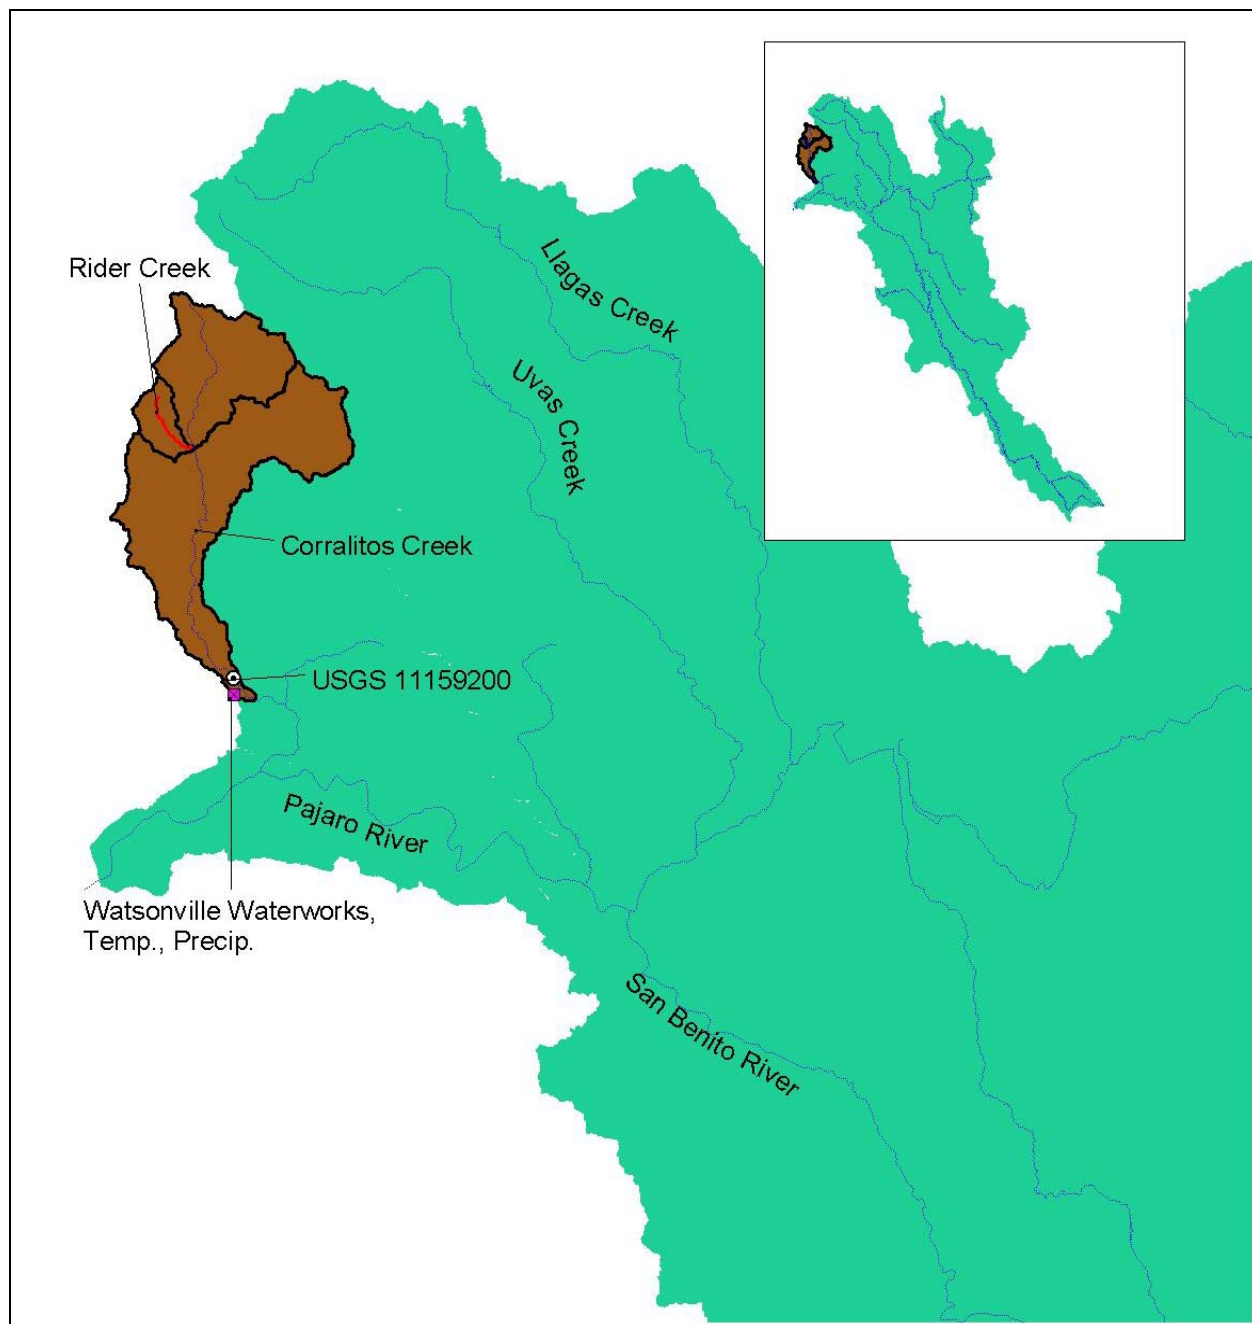 Llagas Creek
Rider Creek
Uvas Creek
Corralitos Creek
USGS 11159200
Pajaro River
Watsonville Waterworks,
Temp., Precip.
San Benito River